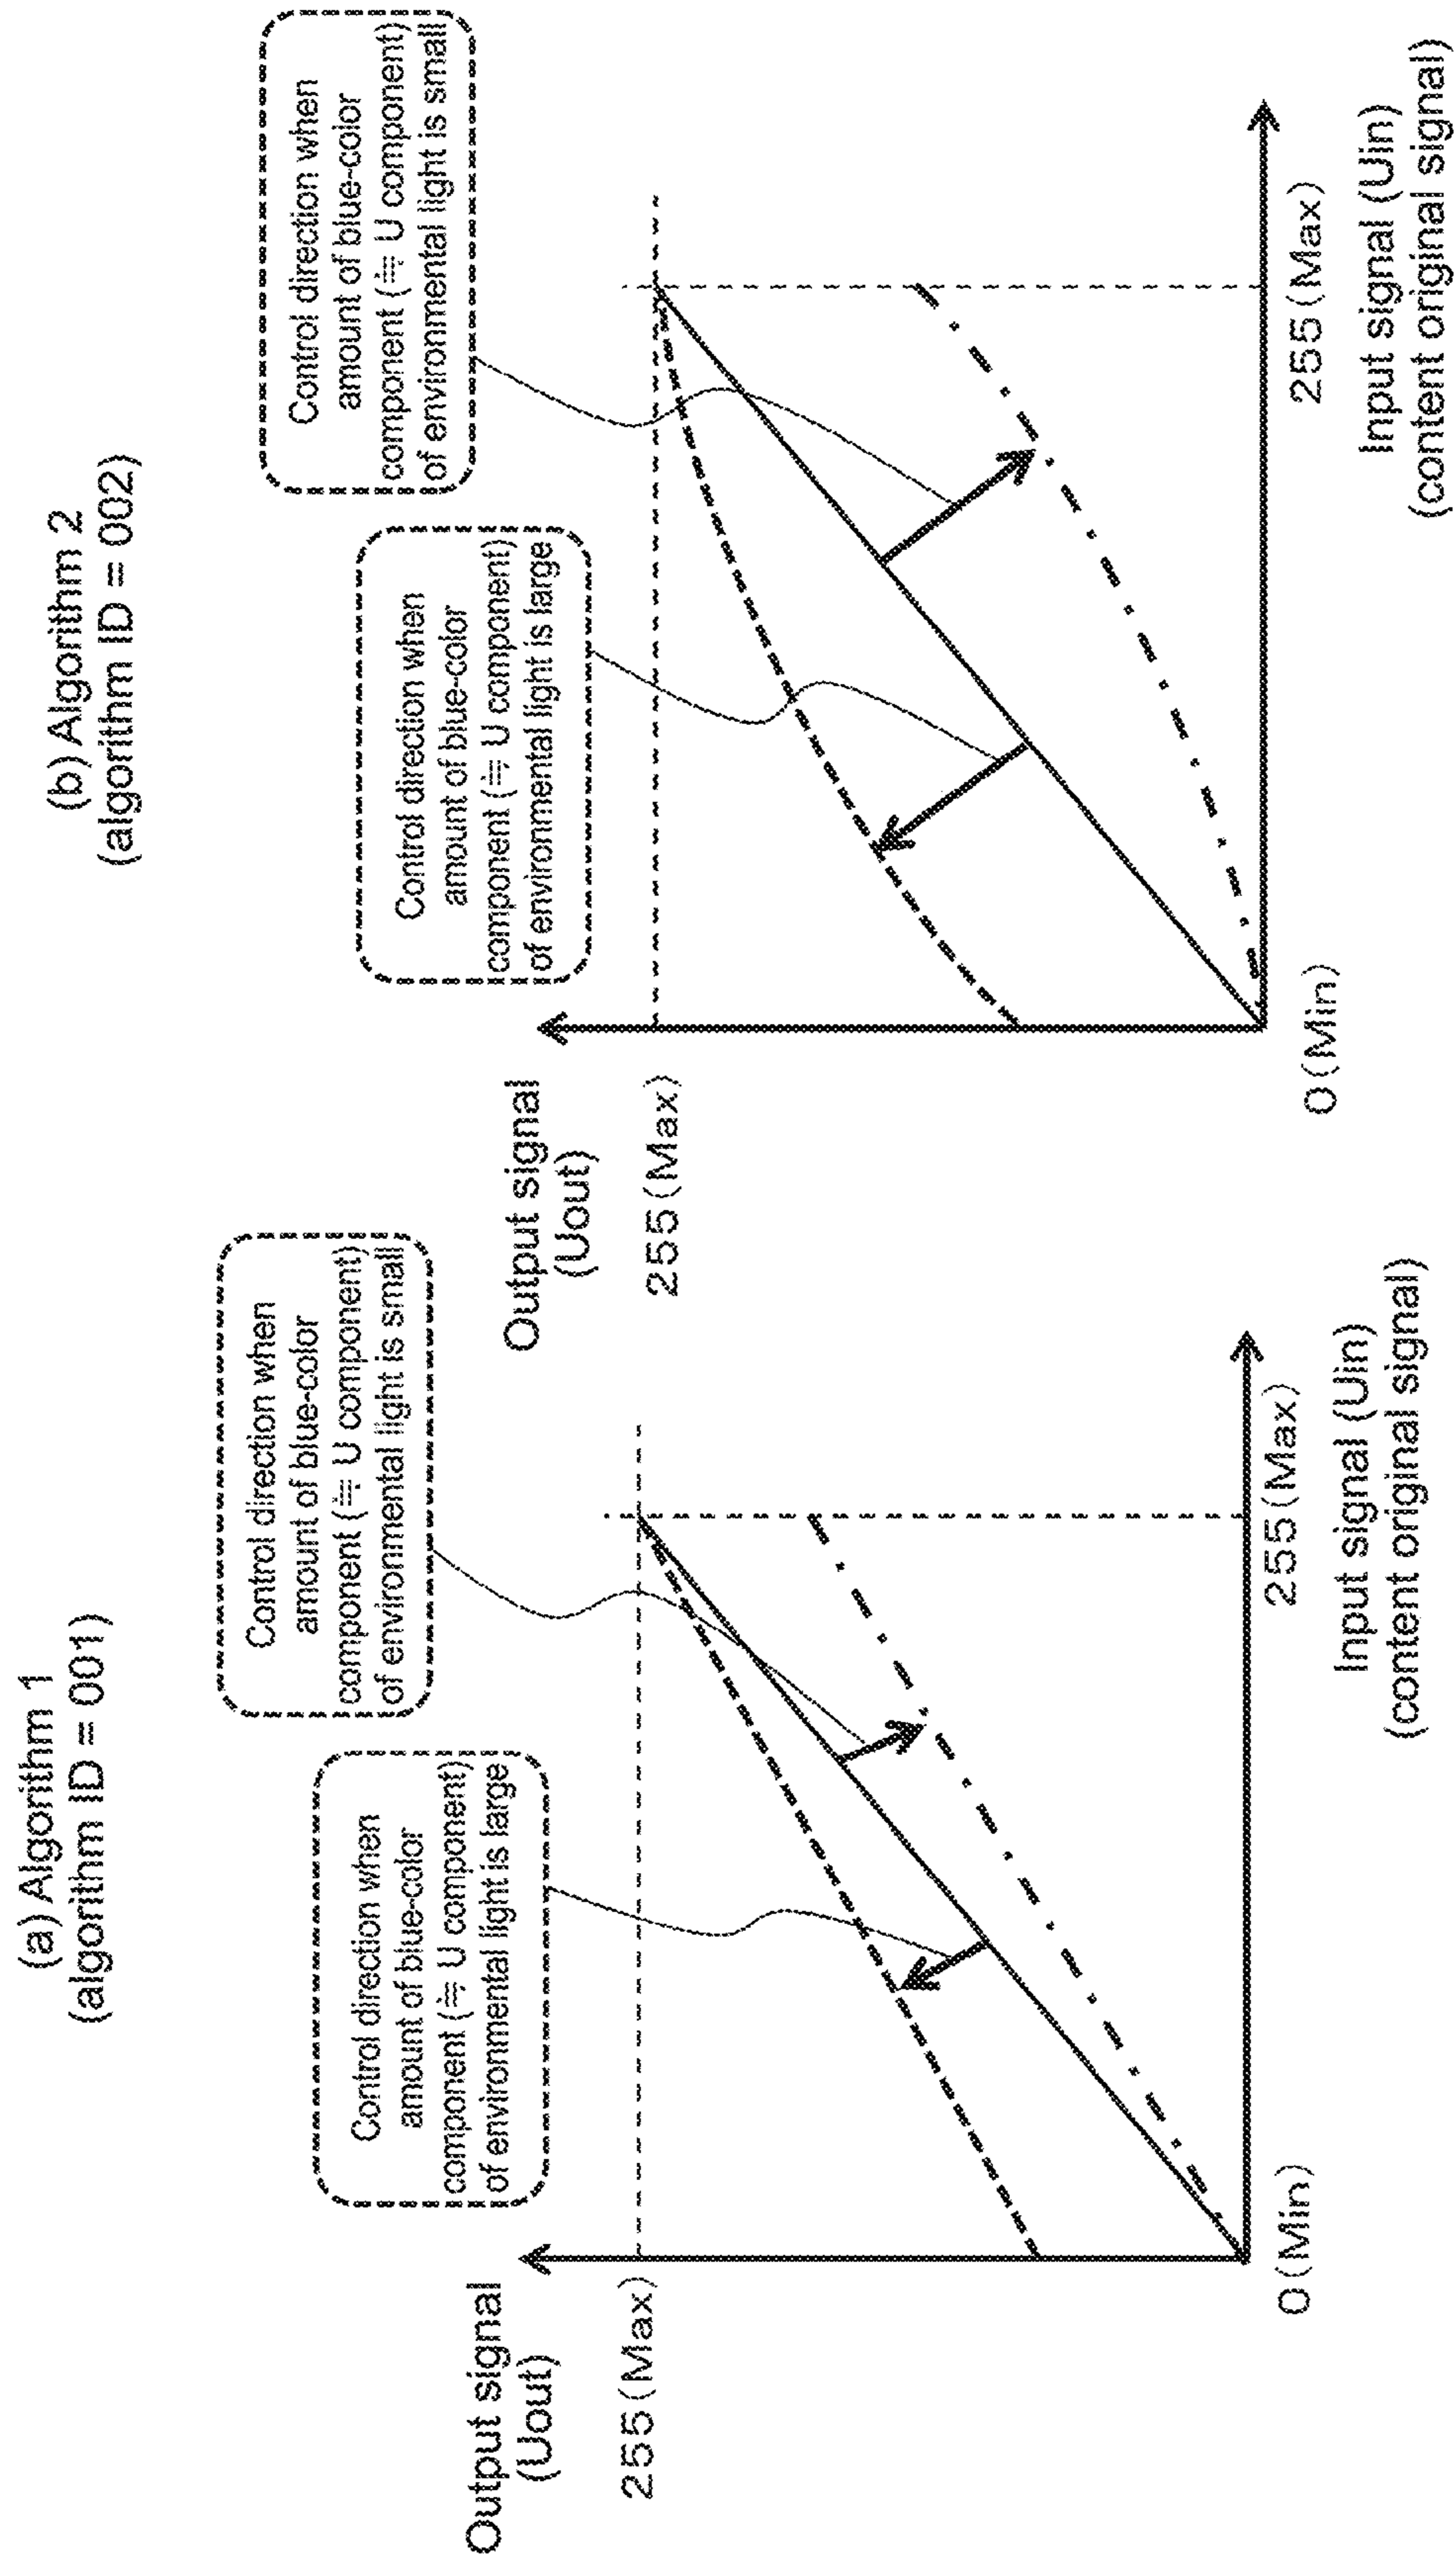 (a) Algorithm 1
(algorithm ID = 001)
Control direction when
amount of blue-color
component (≒ U component)
of environmental light is small
Control direction when
amount of blue-color
component (≒ U component)
of environmental light is large
Output signal
(Uout)
255(Max)
0(Min)
255(Max)
Input signal (Uin)
(content original signal)
(b) Algorithm 2
(algorithm ID = 002)
Control direction when
amount of blue-color
component (≒ U component)
of environmental light is small
Control direction when
amount of blue-color
component (≒ U component)
of environmental light is large
Output signal
(Uout)
255(Max)
0(Min)
255(Max)
Input signal (Uin)
(content original signal)